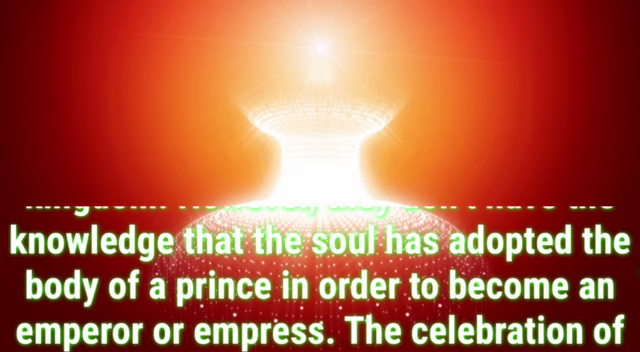 knowledge that the soul has adopted the
body of a prince in order to become an
emperor or empress. The celebration of